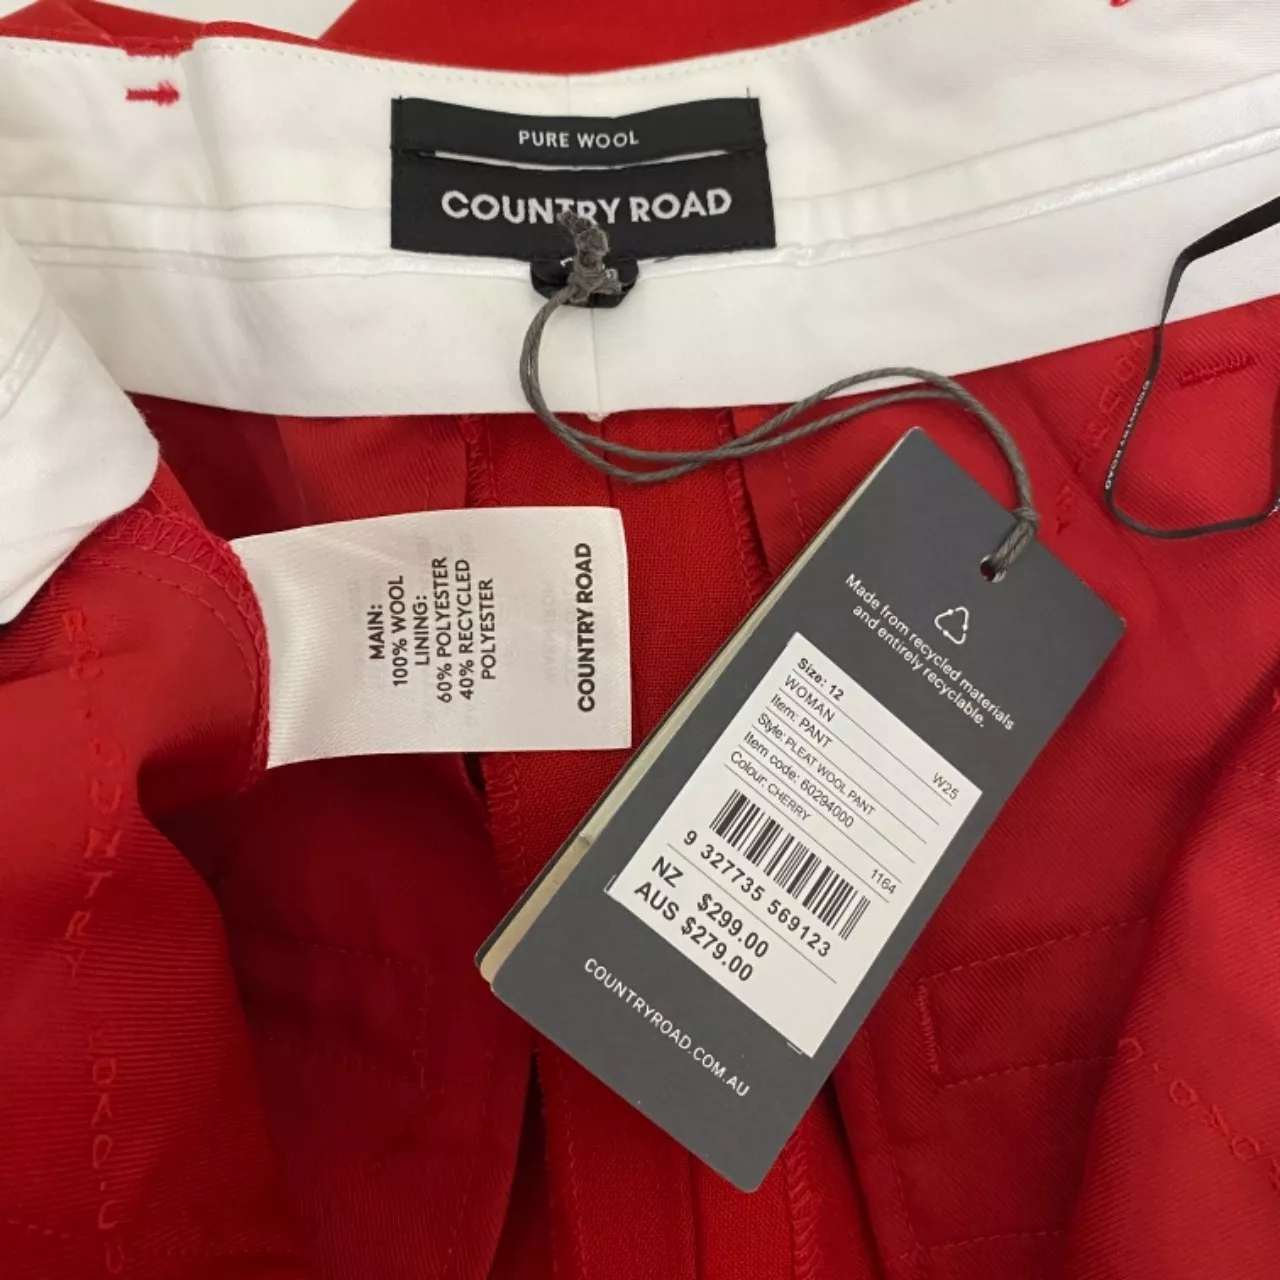 PURE WOOL
COUNTRY ROAD
MAIN:
100% WOOL
LINING:
60% POLYESTER
40% RECYCLED
POLYESTER
COUNTRY ROAD
Made from recycled materials
and entirely recyclable.
Size: 12
WOMAN W25
Item: PANT
Style: PLEAT WOOL PANT
Item code: 60294000
Colour: CHERRY 1164
9 327735 569123
NZ $299.00
AUS $279.00
COUNTRYROAD.COM.AU
COUNTRY ROAD